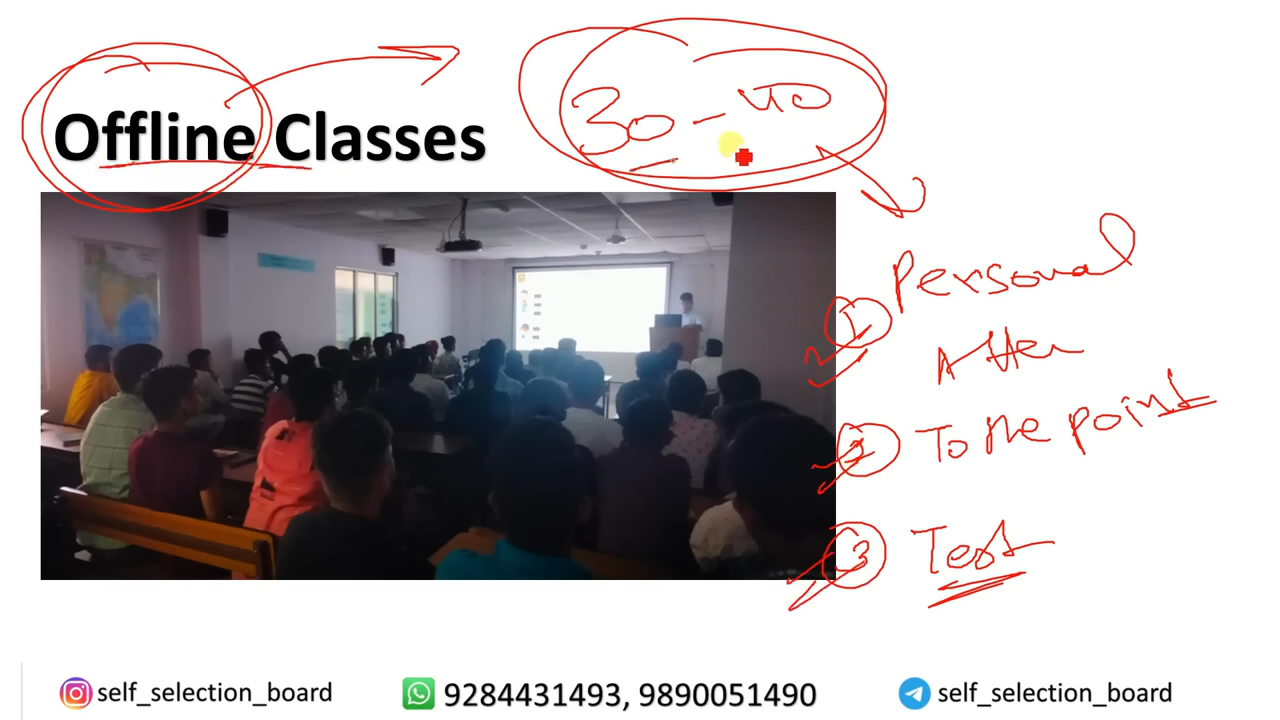 Offline Classes
30 - 40
Personal
Atten
To the point
Test
1
2
3
self_selection_board
9284431493, 9890051490
self_selection_board